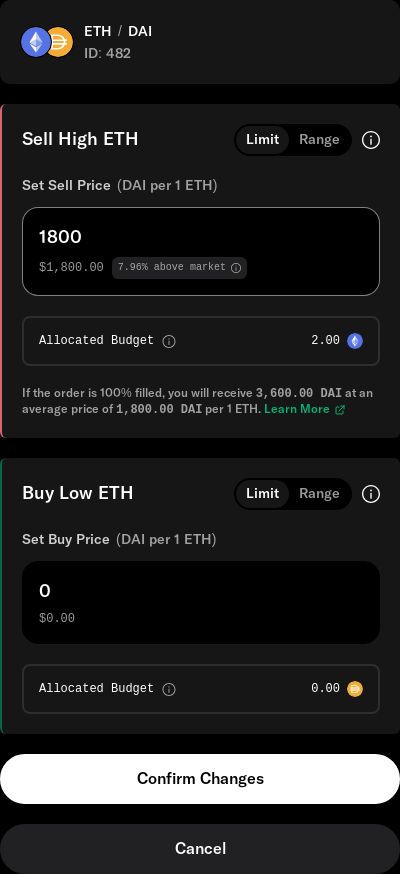 ETH / DAI
ID: 482
Sell High ETH
Limit Range
Set Sell Price (DAI per 1 ETH)
1800
$1,800.00 7.96% above market
Allocated Budget 2.00
If the order is 100% filled, you will receive 3,600.00 DAI at an
average price of 1,800.00 DAI per 1 ETH. Learn More
Buy Low ETH
Limit Range
Set Buy Price (DAI per 1 ETH)
0
$0.00
Allocated Budget 0.00
Confirm Changes
Cancel